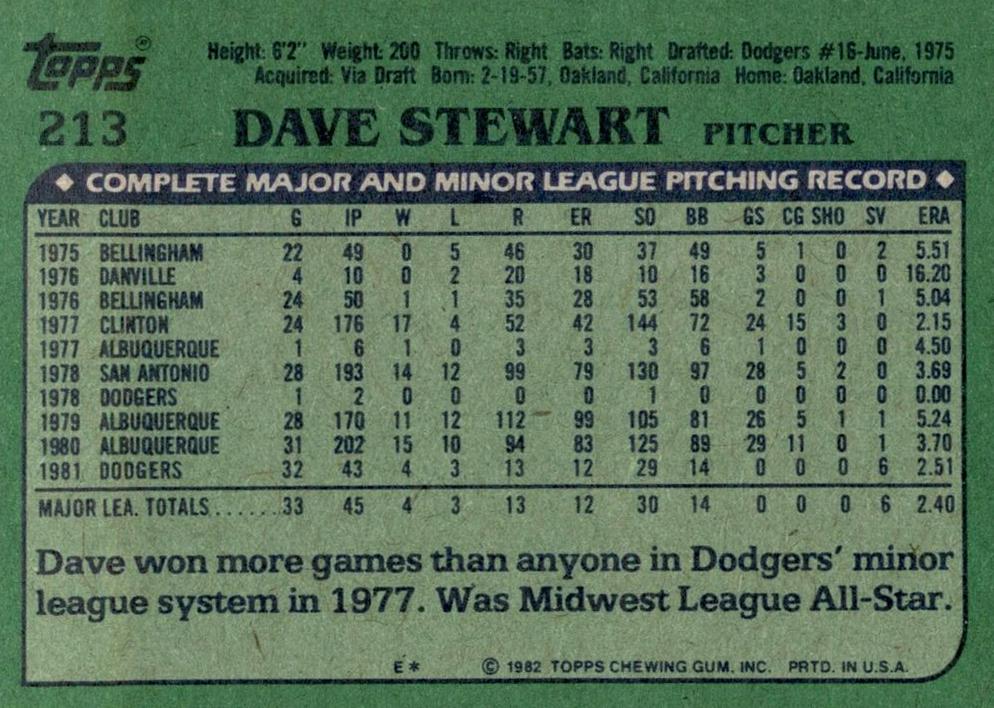 Topps® Height: 6'2" Weight: 200 Throws: Right Bats: Right Drafted: Dodgers #16-June, 1975
Acquired: Via Draft Born: 2-19-57, Oakland, California Home: Oakland, California
213 DAVE STEWART PITCHER
◆ COMPLETE MAJOR AND MINOR LEAGUE PITCHING RECORD ◆
YEAR CLUB G IP W L R ER SO BB GS CG SHO SV ERA
1975 BELLINGHAM 22 49 0 5 46 30 37 49 5 1 0 2 5.51
1976 DANVILLE 4 10 0 2 20 18 10 16 3 0 0 0 16.20
1976 BELLINGHAM 24 50 1 1 35 28 53 58 2 0 0 1 5.04
1977 CLINTON 24 176 17 4 52 42 144 72 24 15 3 0 2.15
1977 ALBUQUERQUE 1 6 1 0 3 3 3 6 1 0 0 0 4.50
1978 SAN ANTONIO 28 193 14 12 99 79 130 97 28 5 2 0 3.69
1978 DODGERS 1 2 0 0 0 0 1 0 0 0 0 0 0.00
1979 ALBUQUERQUE 28 170 11 12 112 99 105 81 26 5 1 1 5.24
1980 ALBUQUERQUE 31 202 15 10 94 83 125 89 29 11 0 1 3.70
1981 DODGERS 32 43 4 3 13 12 29 14 0 0 0 6 2.51
MAJOR LEA. TOTALS......33 45 4 3 13 12 30 14 0 0 0 6 2.40
Dave won more games than anyone in Dodgers' minor
league system in 1977. Was Midwest League All-Star.
E* © 1982 TOPPS CHEWING GUM, INC. PRTD. IN U.S.A.